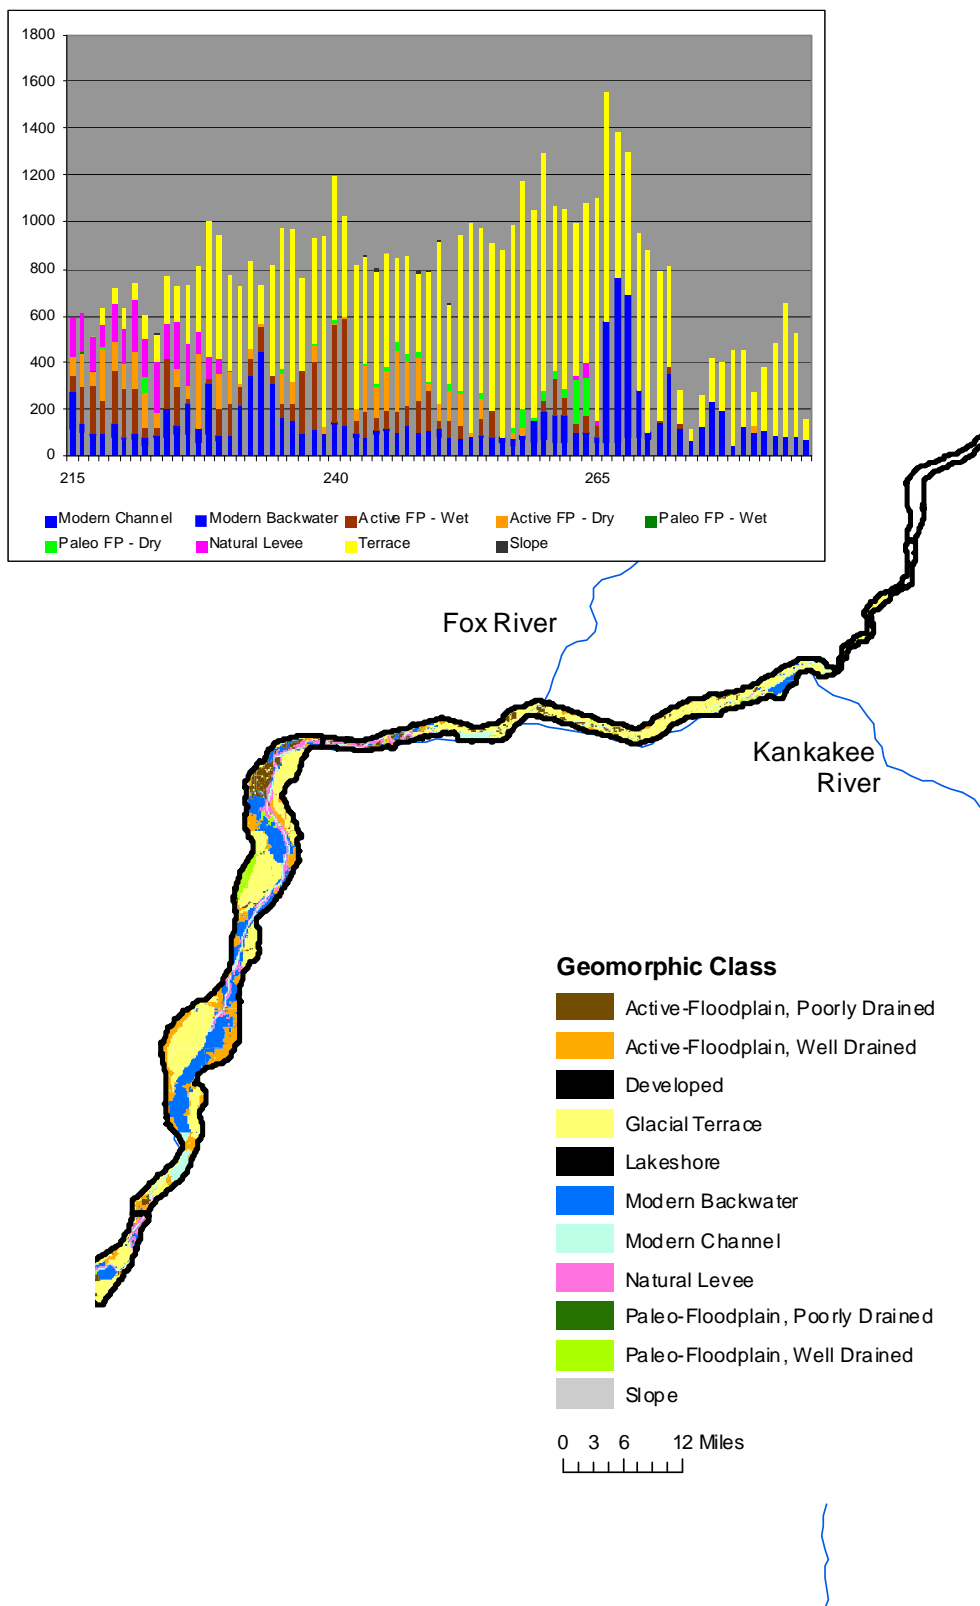 1800
1600
1400
1200
1000
800
600
400
200
0
215 240 265
Modern Channel Modern Backwater Active FP - Wet Active FP - Dry Paleo FP - Wet
Paleo FP - Dry Natural Levee Terrace Slope
Fox River
Kankakee
River
Geomorphic Class
Active-Floodplain, Poorly Drained
Active-Floodplain, Well Drained
Developed
Glacial Terrace
Lakeshore
Modern Backwater
Modern Channel
Natural Levee
Paleo-Floodplain, Poorly Drained
Paleo-Floodplain, Well Drained
Slope
0 3 6 12 Miles